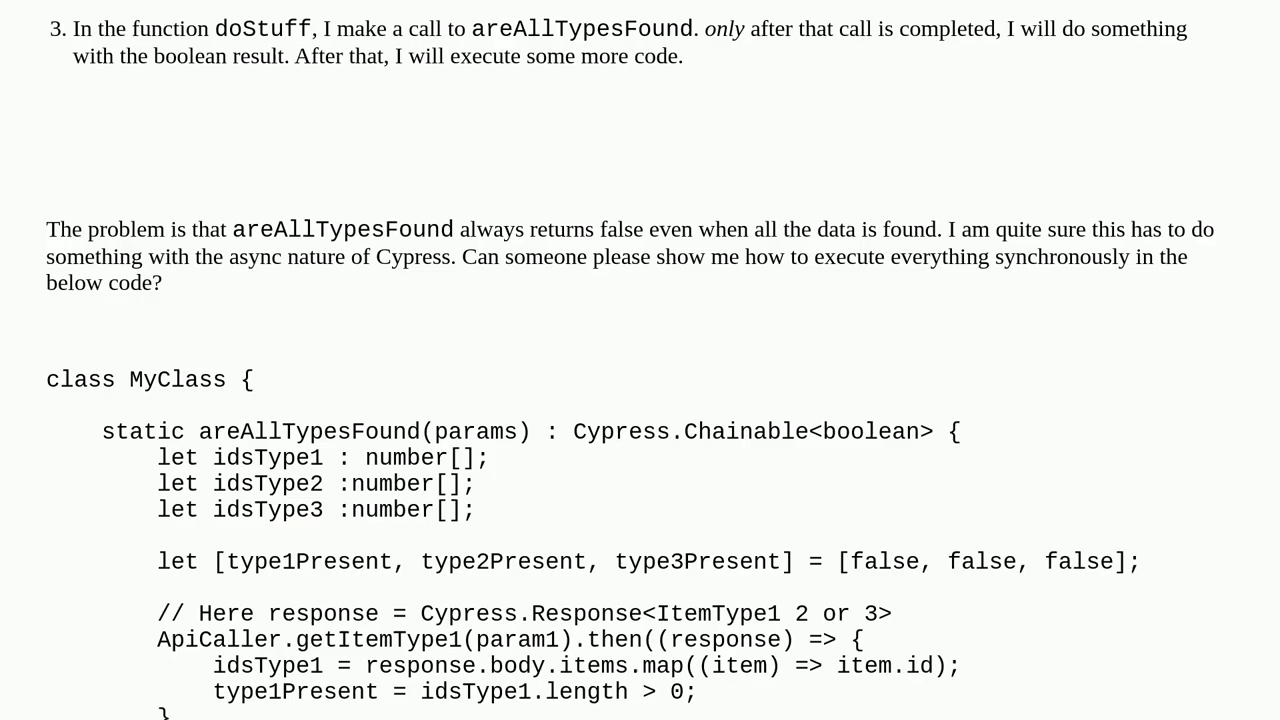 3. In the function doStuff, I make a call to areAllTypesFound. only after that call is completed, I will do something
with the boolean result. After that, I will execute some more code.
The problem is that areAllTypesFound always returns false even when all the data is found. I am quite sure this has to do
something with the async nature of Cypress. Can someone please show me how to execute everything synchronously in the
below code?
class MyClass {
static areAllTypesFound(params) : Cypress.Chainable<boolean> {
let idsType1 : number[];
let idsType2 :number[];
let idsType3 :number[];
let [type1Present, type2Present, type3Present] = [false, false, false];
// Here response = Cypress.Response<ItemType1 2 or 3>
ApiCaller.getItemType1(param1).then((response) => {
idsType1 = response.body.items.map((item) => item.id);
type1Present = idsType1.length > 0;
}